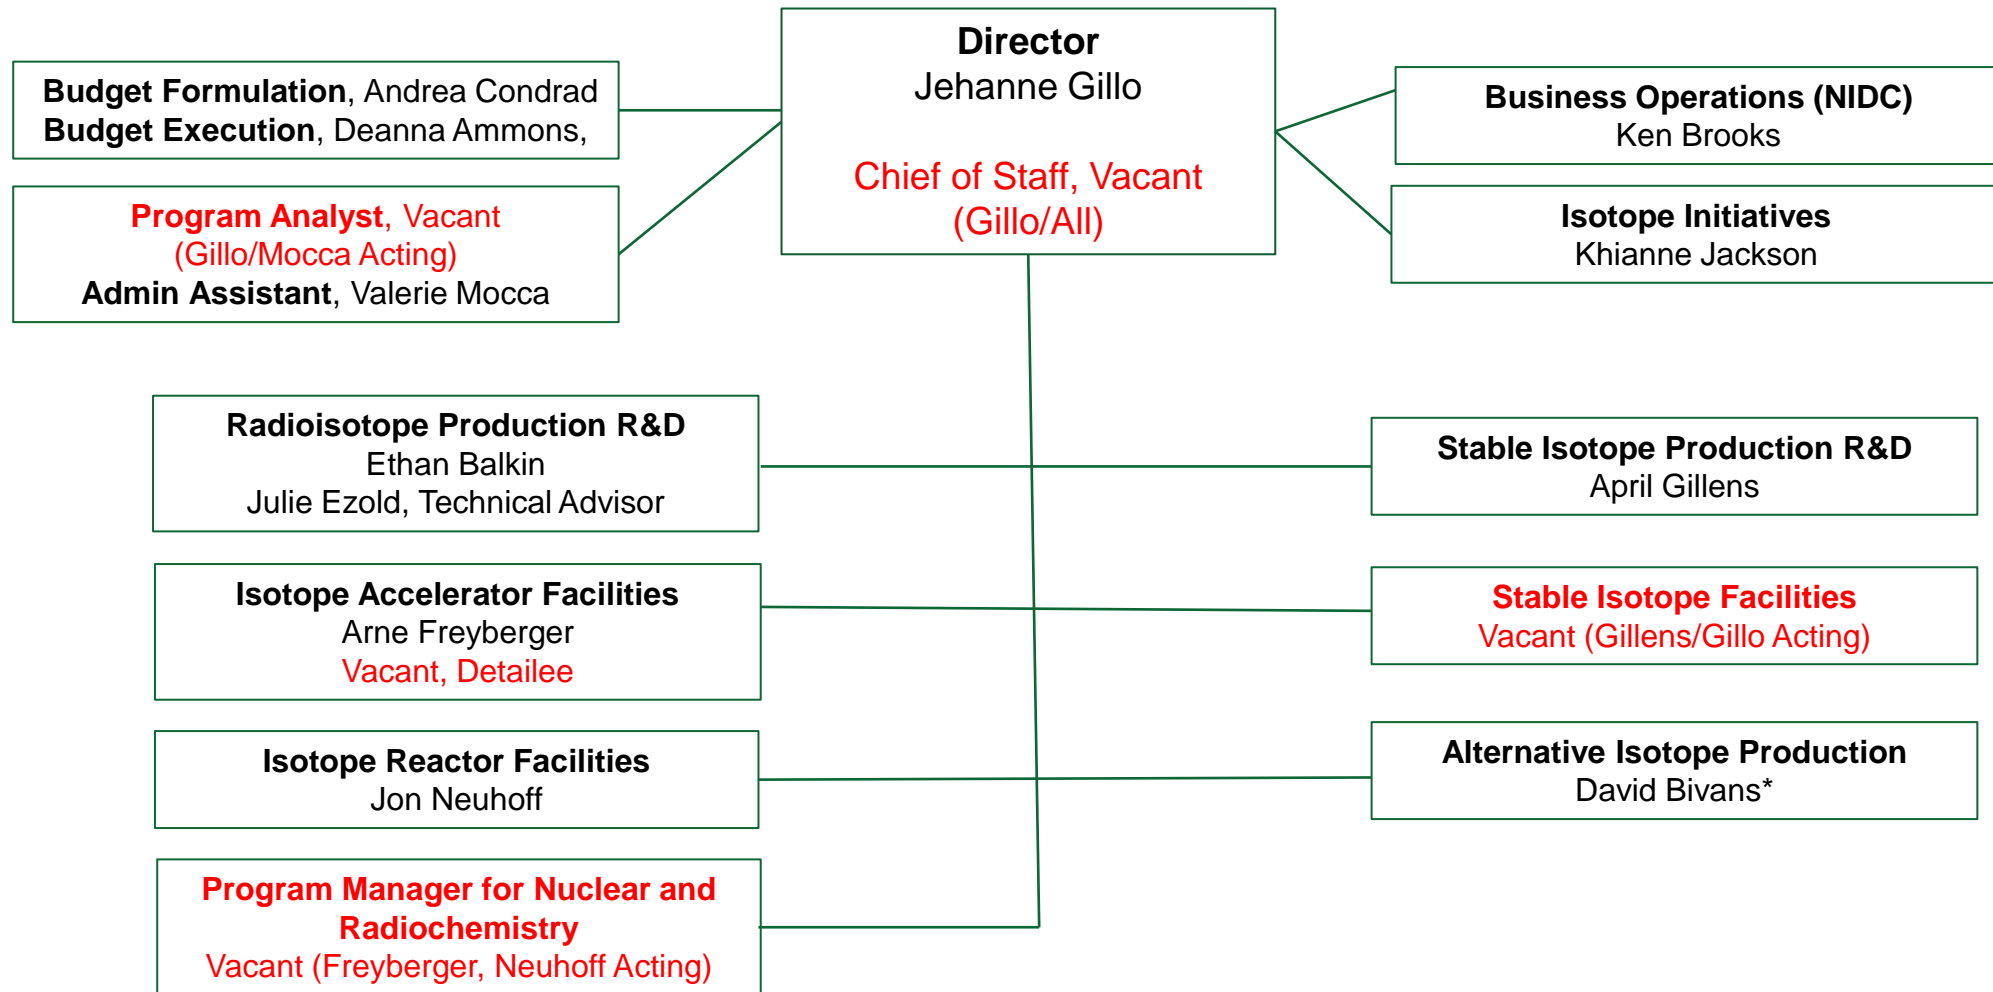 Director
Jehanne Gillo
Chief of Staff, Vacant
(Gillo/All)
Budget Formulation, Andrea Condrad
Budget Execution, Deanna Ammons,
Program Analyst, Vacant
(Gillo/Mocca Acting)
Admin Assistant, Valerie Mocca
Business Operations (NIDC)
Ken Brooks
Isotope Initiatives
Khianne Jackson
Radioisotope Production R&D
Ethan Balkin
Julie Ezold, Technical Advisor
Stable Isotope Production R&D
April Gillens
Isotope Accelerator Facilities
Arne Freyberger
Vacant, Detailee
Stable Isotope Facilities
Vacant (Gillens/Gillo Acting)
Isotope Reactor Facilities
Jon Neuhoff
Alternative Isotope Production
David Bivans*
Program Manager for Nuclear and
Radiochemistry
Vacant (Freyberger, Neuhoff Acting)